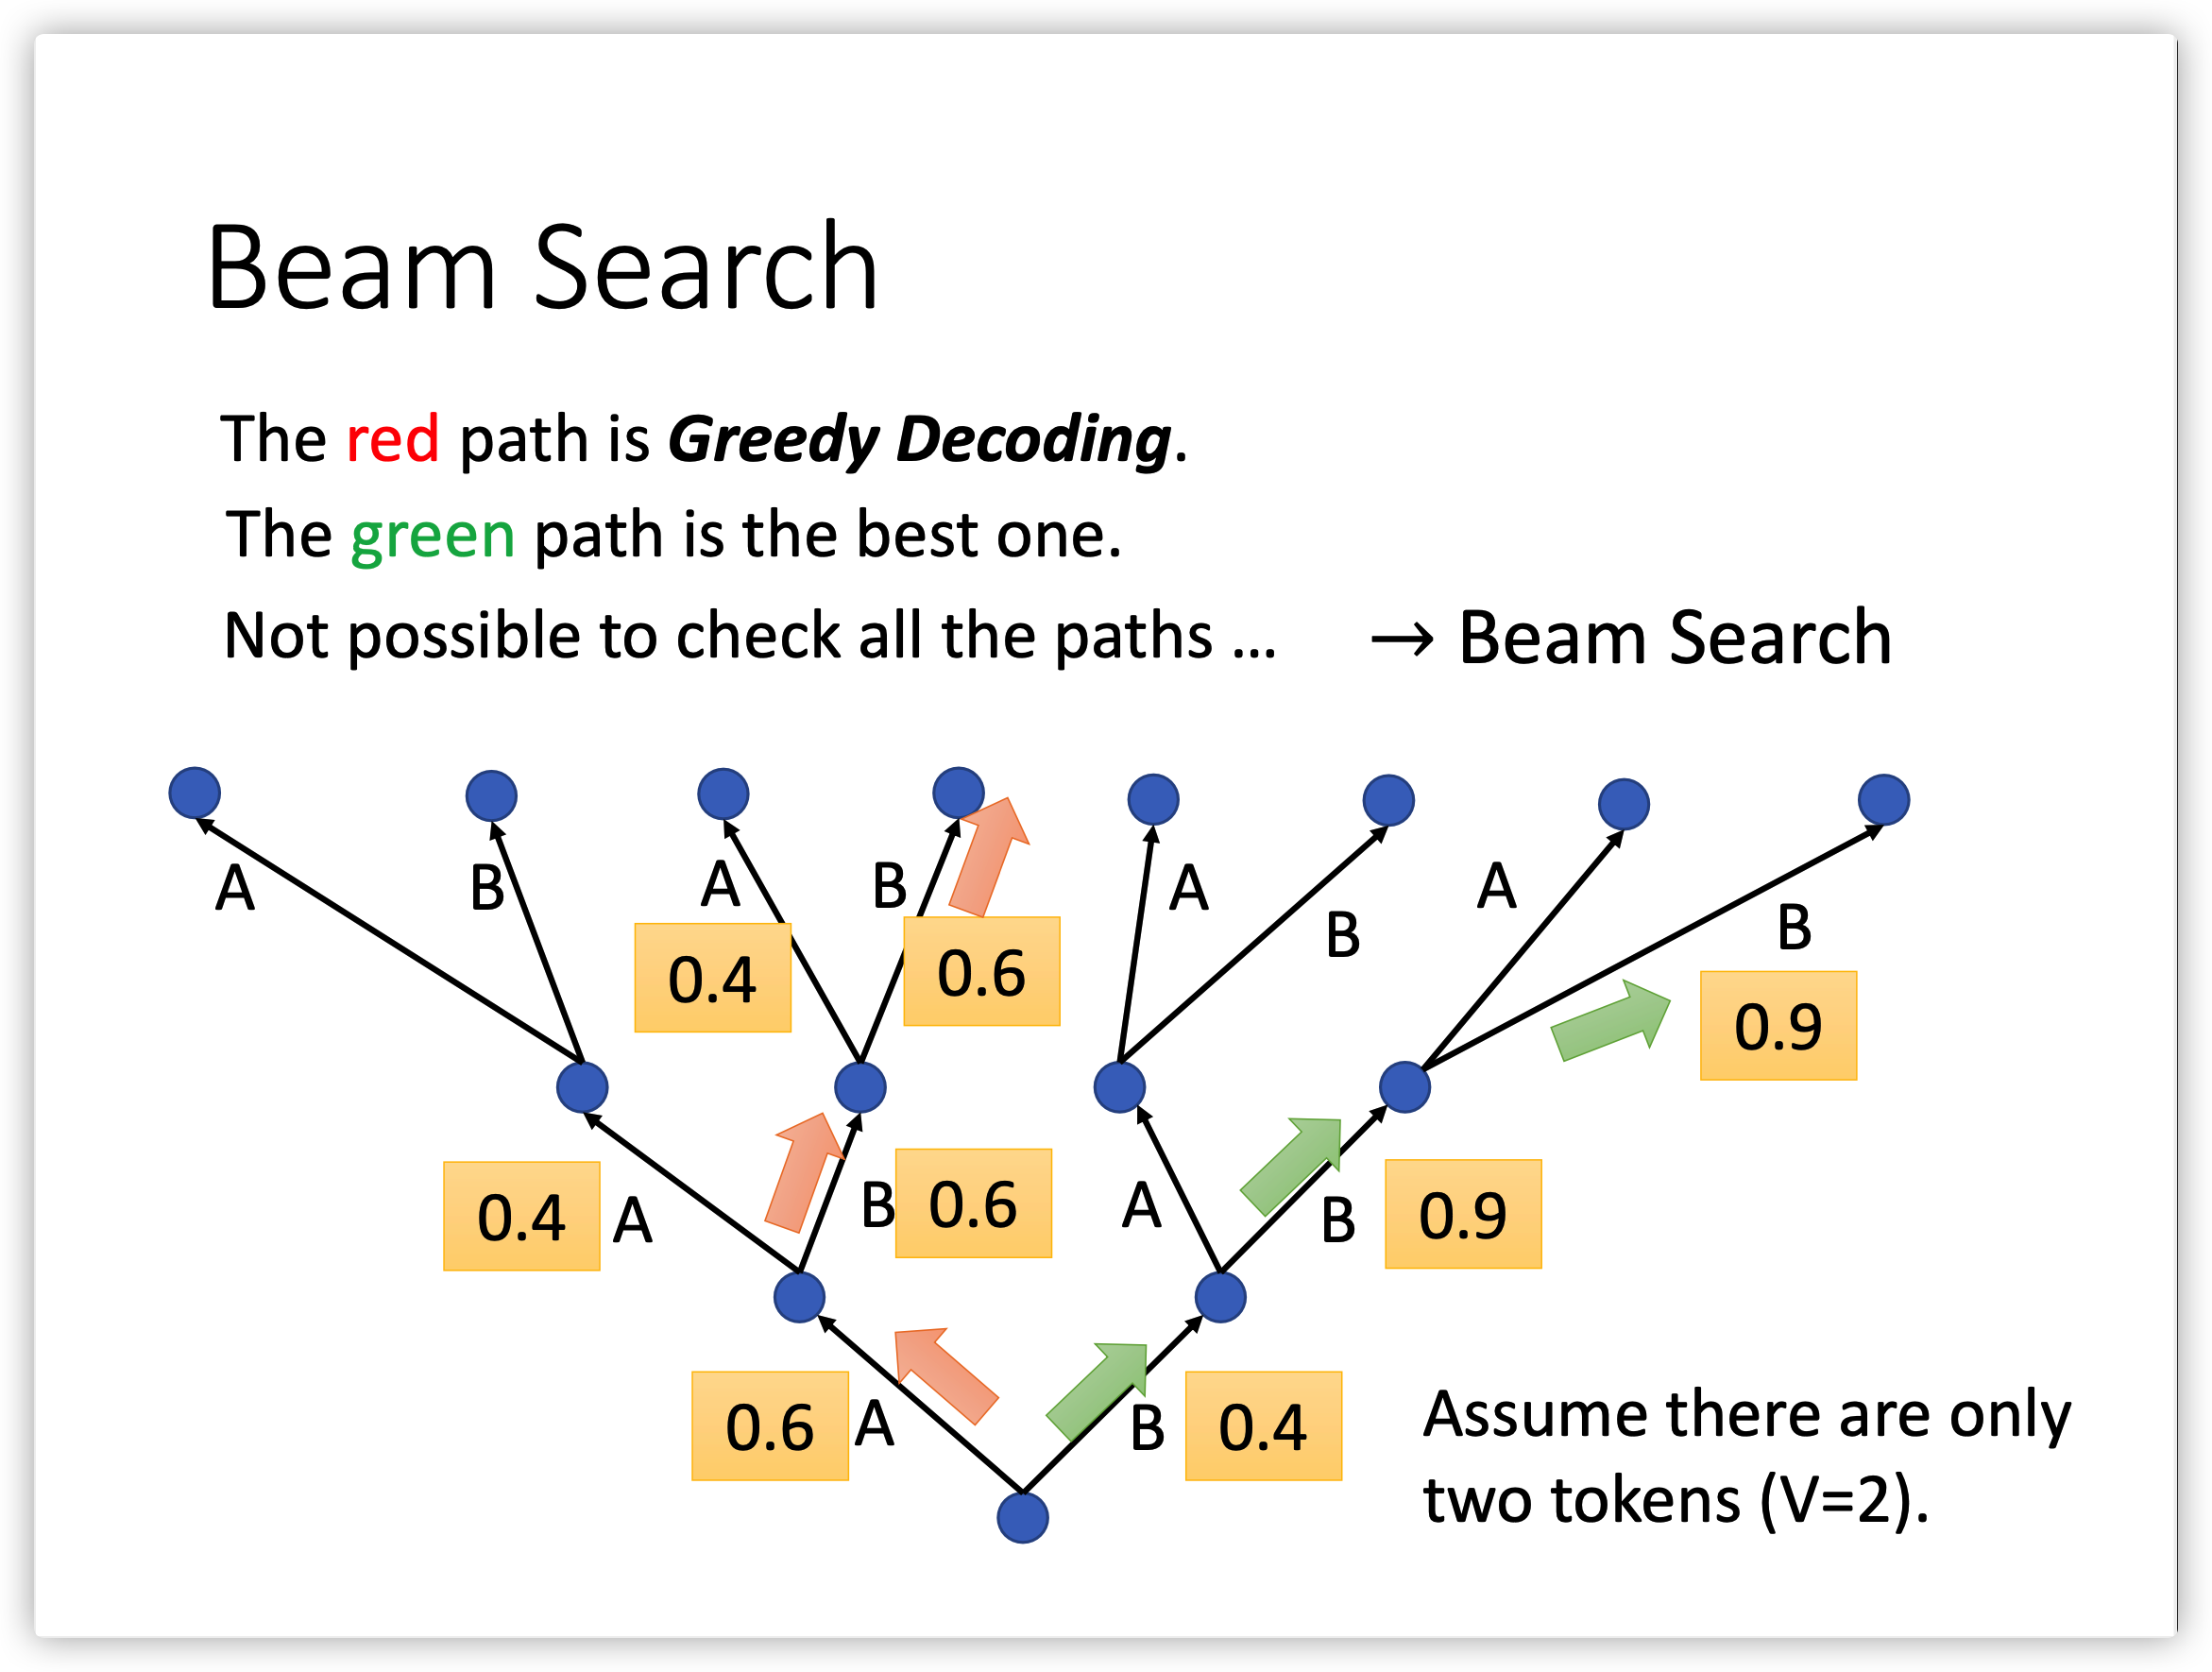 Beam Search
The red path is Greedy Decoding.
The green path is the best one.
Not possible to check all the paths ... → Beam Search
A
B
A
B
A
B
A
B
0.4
0.6
0.9
0.4
A
B
0.6
A
B
0.9
0.6
A
B
0.4
Assume there are only
two tokens (V=2).